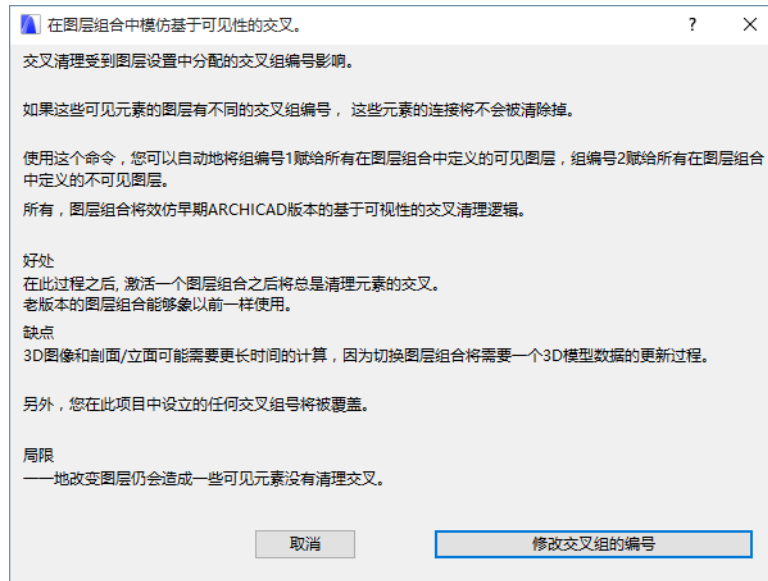 在图层组合中模仿基于可见性的交叉。
? ×
交叉清理受到图层设置中分配的交叉组编号影响。
如果这些可见元素的图层有不同的交叉组编号， 这些元素的连接将不会被清除掉。
使用这个命令，您可以自动地将组编号1赋给所有在图层组合中定义的可见图层，组编号2赋给所有在图层组合
中定义的不可见图层。
所有，图层组合将效仿早期ARCHICAD版本的基于可视性的交叉清理逻辑。
好处
在此过程之后, 激活一个图层组合之后将总是清理元素的交叉。
老版本的图层组合能够象以前一样使用。
缺点
3D图像和剖面/立面可能需要更长时间的计算，因为切换图层组合将需要一个3D模型数据的更新过程。
另外，您在此项目中设立的任何交叉组号将被覆盖。
局限
一一地改变图层仍会造成一些可见元素没有清理交叉。
取消
修改交叉组的编号